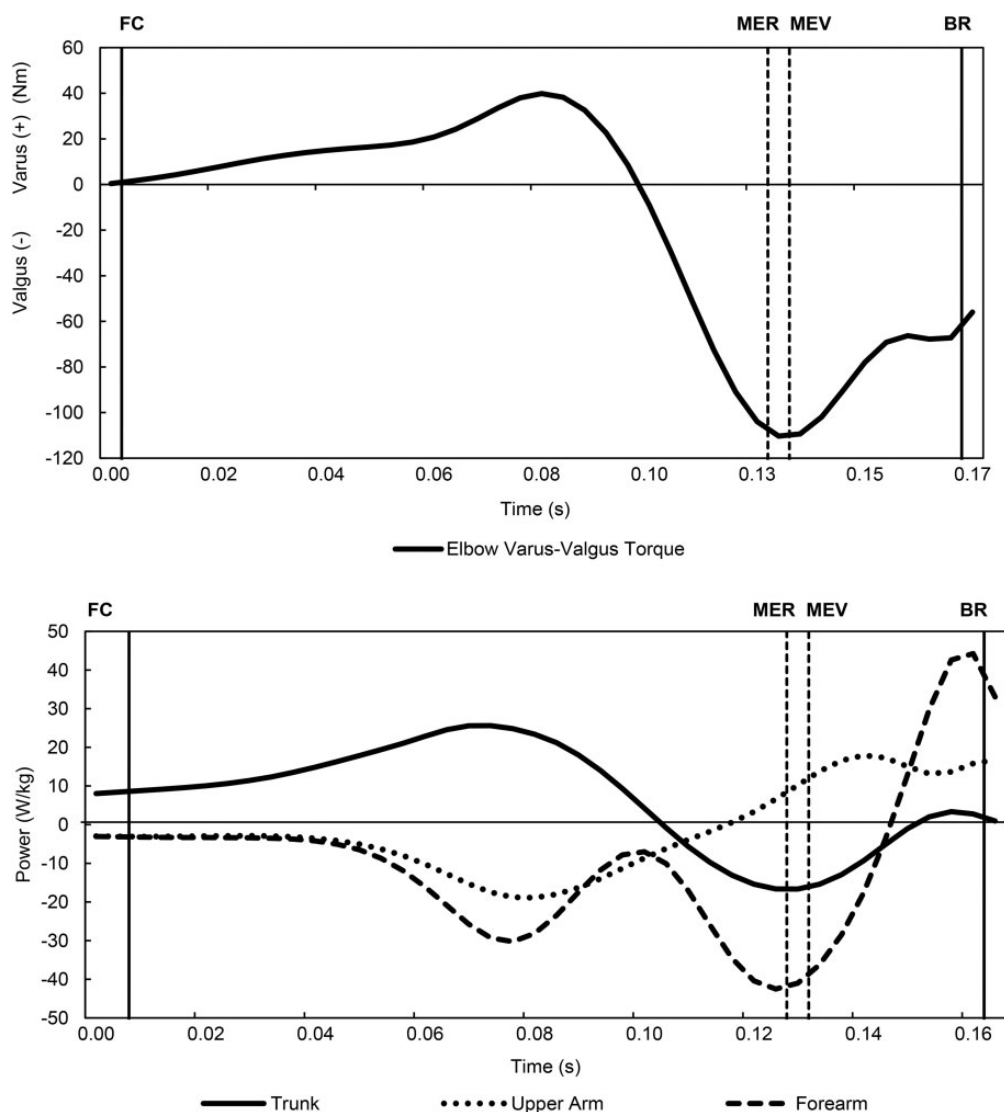 FC MER MEV BR
Valgus (-) Varus (+) (Nm)
60
40
20
0
-20
-40
-60
-80
-100
-120
0.00 0.02 0.04 0.06 0.08 0.10 0.13 0.15 0.17
Time (s)
Elbow Varus-Valgus Torque
FC MER MEV BR
Power (W/kg)
50
40
30
20
10
0
-10
-20
-30
-40
-50
0.00 0.02 0.04 0.06 0.08 0.10 0.12 0.14 0.16
Time (s)
Trunk Upper Arm Forearm